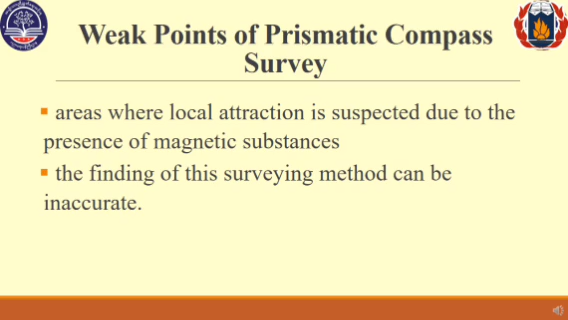 Weak Points of Prismatic Compass
Survey
▪ areas where local attraction is suspected due to the
presence of magnetic substances
▪ the finding of this surveying method can be
inaccurate.